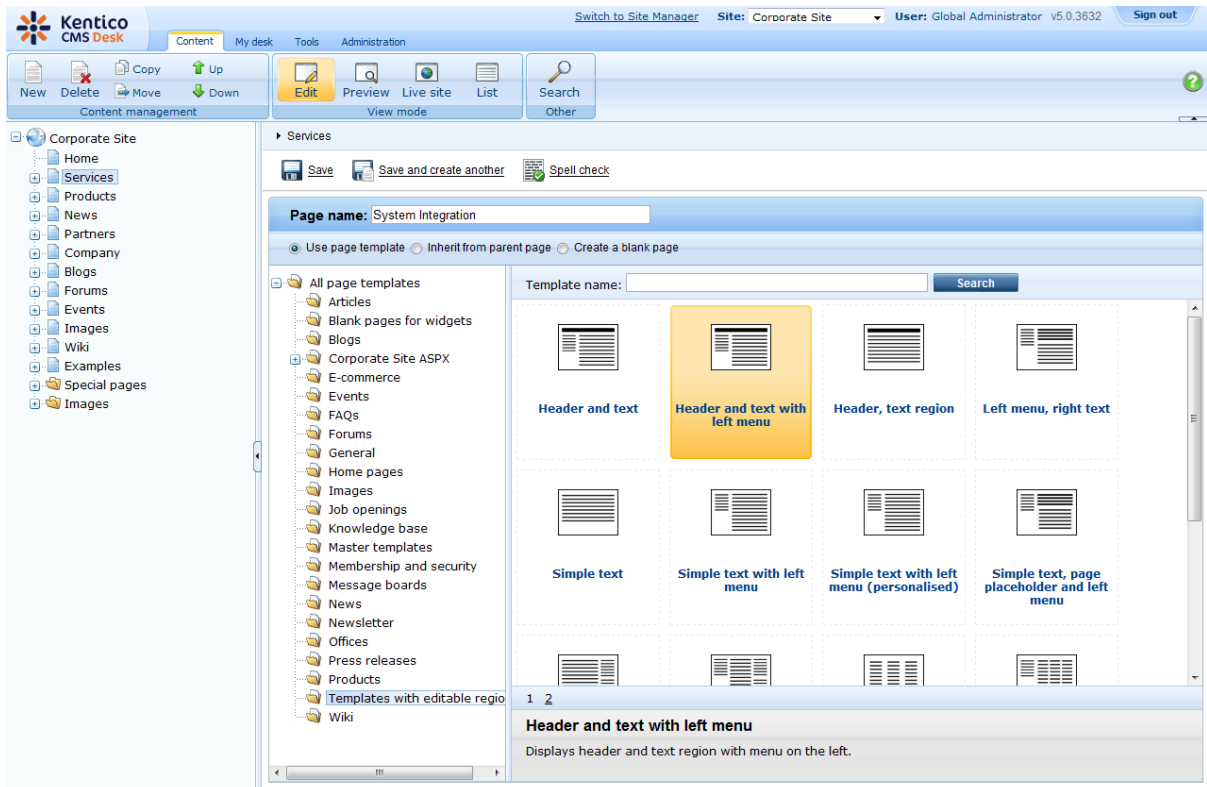 Kentico
CMS Desk
Switch to Site Manager Site: Corporate Site User: Global Administrator v5.0.3632 Sign out
Content My desk Tools Administration
New Delete Copy Move Up Down
Content management
Edit Preview Live site List
View mode
Search
Other
Corporate Site
Home
Services
Products
News
Partners
Company
Blogs
Forums
Events
Images
Wiki
Examples
Special pages
Images
Services
Save Save and create another Spell check
Page name: System Integration
Use page template Inherit from parent page Create a blank page
All page templates
Articles
Blank pages for widgets
Blogs
Corporate Site ASPX
E-commerce
Events
FAQs
Forums
General
Home pages
Images
Job openings
Knowledge base
Master templates
Membership and security
Message boards
News
Newsletter
Offices
Press releases
Products
Templates with editable regio
Wiki
Template name: Search
Header and text
Header and text with
left menu
Header, text region
Left menu, right text
Simple text
Simple text with left
menu
Simple text with left
menu (personalised)
Simple text, page
placeholder and left
menu
1 2
Header and text with left menu
Displays header and text region with menu on the left.